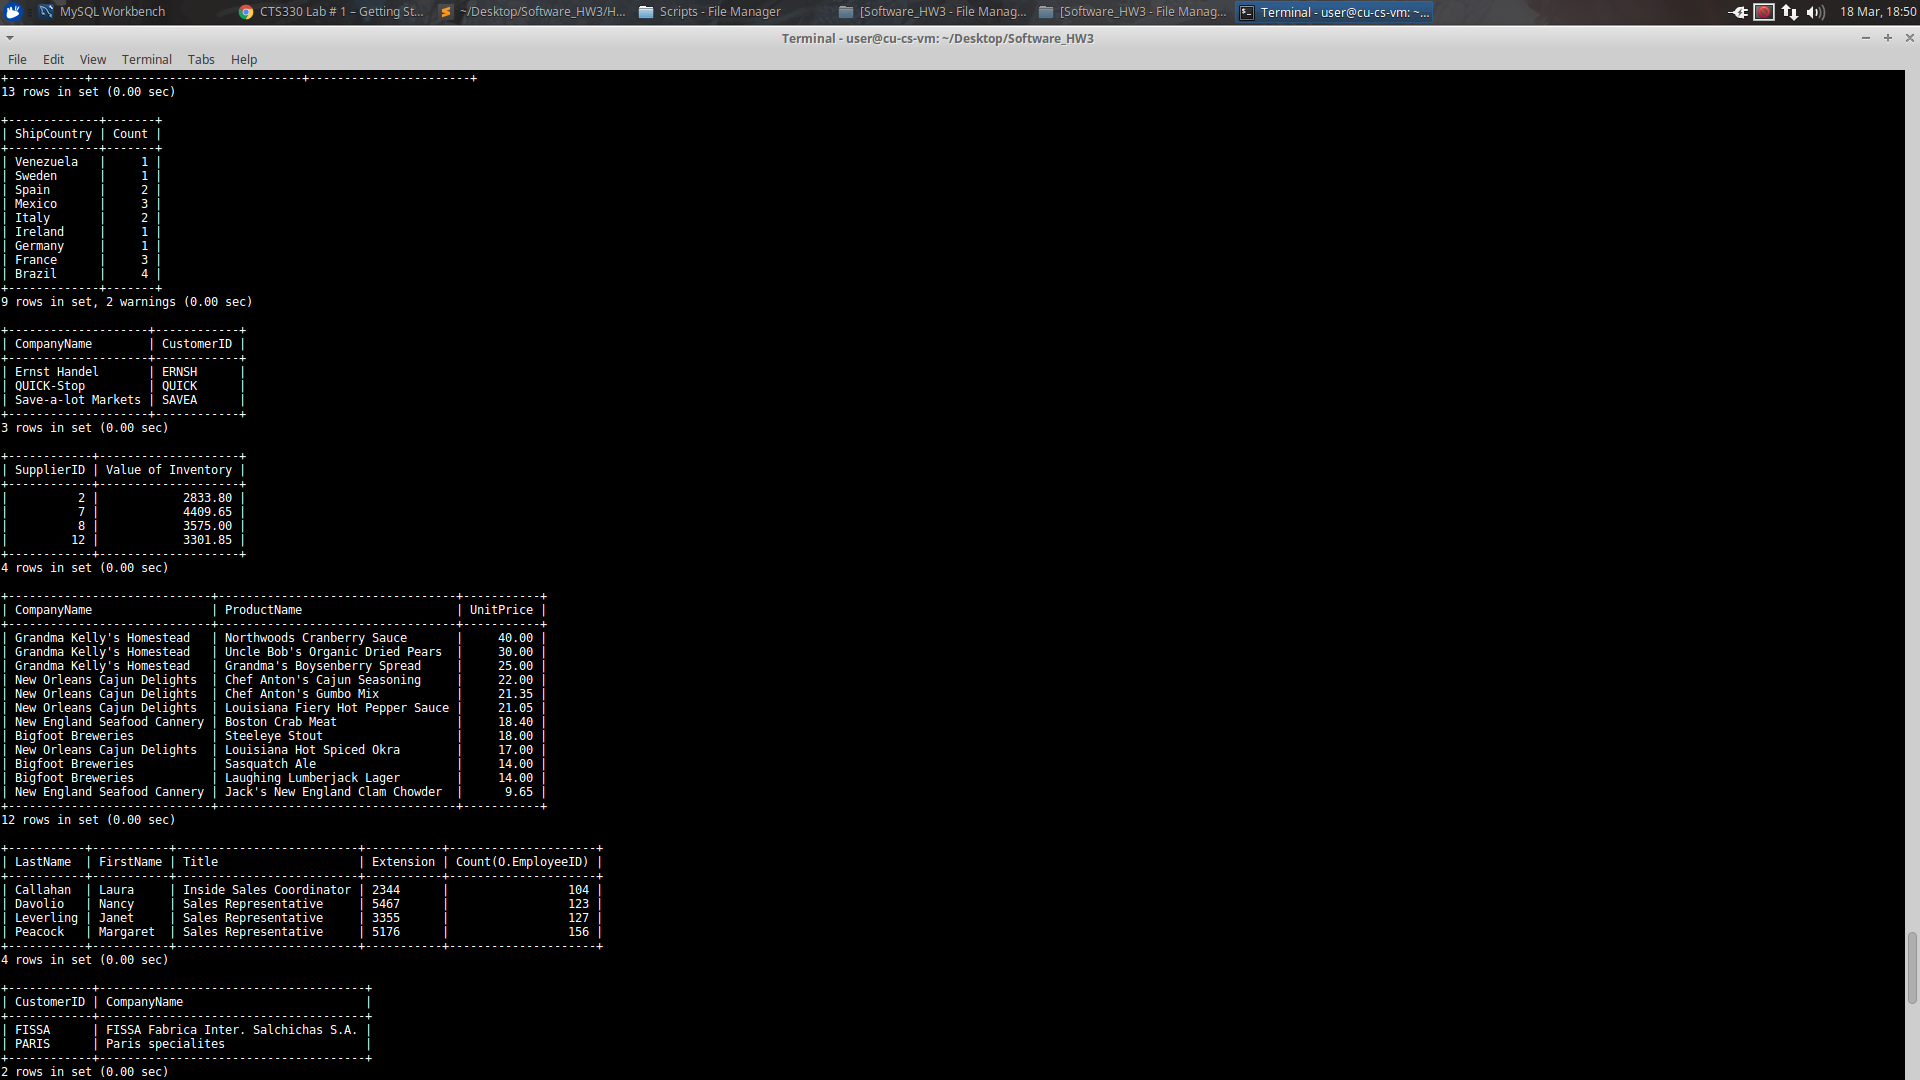 MySQL Workbench
CTS330 Lab # 1 – Getting St...
~/Desktop/Software_HW3/H...
Scripts - File Manager
[Software_HW3 - File Manag...
[Software_HW3 - File Manag...
Terminal - user@cu-cs-vm: ~...
18 Mar, 18:50
Terminal - user@cu-cs-vm: ~/Desktop/Software_HW3
File Edit View Terminal Tabs Help
+-----------+------------------------------+-----------------------+
13 rows in set (0.00 sec)
+-------------+-------+
| ShipCountry | Count |
+-------------+-------+
| Venezuela   |     1 |
| Sweden      |     1 |
| Spain       |     2 |
| Mexico      |     3 |
| Italy       |     2 |
| Ireland     |     1 |
| Germany     |     1 |
| France      |     3 |
| Brazil      |     4 |
+-------------+-------+
9 rows in set, 2 warnings (0.00 sec)
+--------------------+------------+
| CompanyName        | CustomerID |
+--------------------+------------+
| Ernst Handel       | ERNSH      |
| QUICK-Stop         | QUICK      |
| Save-a-lot Markets | SAVEA      |
+--------------------+------------+
3 rows in set (0.00 sec)
+------------+--------------------+
| SupplierID | Value of Inventory |
+------------+--------------------+
|          2 |            2833.80 |
|          7 |            4409.65 |
|          8 |            3575.00 |
|         12 |            3301.85 |
+------------+--------------------+
4 rows in set (0.00 sec)
+-----------------------------+----------------------------------+-----------+
| CompanyName                 | ProductName                      | UnitPrice |
+-----------------------------+----------------------------------+-----------+
| Grandma Kelly's Homestead   | Northwoods Cranberry Sauce       |     40.00 |
| Grandma Kelly's Homestead   | Uncle Bob's Organic Dried Pears  |     30.00 |
| Grandma Kelly's Homestead   | Grandma's Boysenberry Spread     |     25.00 |
| New Orleans Cajun Delights  | Chef Anton's Cajun Seasoning     |     22.00 |
| New Orleans Cajun Delights  | Chef Anton's Gumbo Mix           |     21.35 |
| New Orleans Cajun Delights  | Louisiana Fiery Hot Pepper Sauce |     21.05 |
| New England Seafood Cannery | Boston Crab Meat                 |     18.40 |
| Bigfoot Breweries           | Steeleye Stout                   |     18.00 |
| New Orleans Cajun Delights  | Louisiana Hot Spiced Okra        |     17.00 |
| Bigfoot Breweries           | Sasquatch Ale                    |     14.00 |
| Bigfoot Breweries           | Laughing Lumberjack Lager        |     14.00 |
| New England Seafood Cannery | Jack's New England Clam Chowder  |      9.65 |
+-----------------------------+----------------------------------+-----------+
12 rows in set (0.00 sec)
+-----------+-----------+--------------------------+-----------+---------------------+
| LastName  | FirstName | Title                    | Extension | Count(O.EmployeeID) |
+-----------+-----------+--------------------------+-----------+---------------------+
| Callahan  | Laura     | Inside Sales Coordinator | 2344      |                 104 |
| Davolio   | Nancy     | Sales Representative     | 5467      |                 123 |
| Leverling | Janet     | Sales Representative     | 3355      |                 127 |
| Peacock   | Margaret  | Sales Representative     | 5176      |                 156 |
+-----------+-----------+--------------------------+-----------+---------------------+
4 rows in set (0.00 sec)
+------------+--------------------------------------+
| CustomerID | CompanyName                          |
+------------+--------------------------------------+
| FISSA      | FISSA Fabrica Inter. Salchichas S.A. |
| PARIS      | Paris specialites                    |
+------------+--------------------------------------+
2 rows in set (0.00 sec)